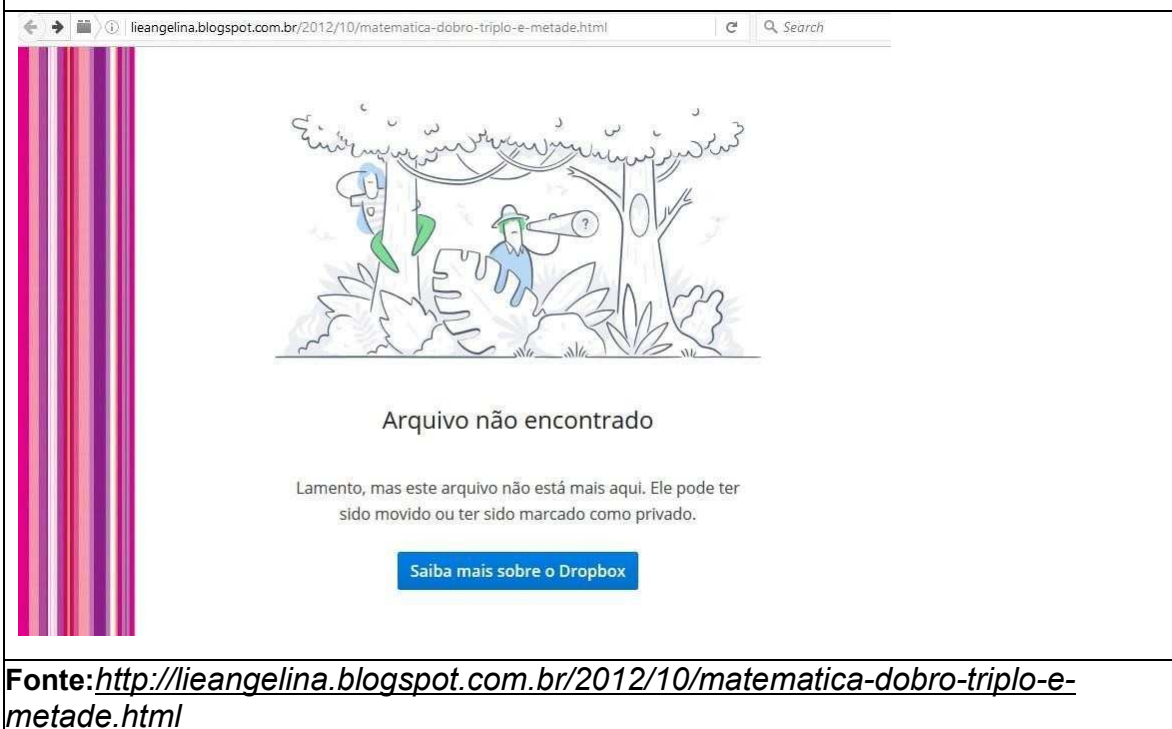 lieangelina.blogspot.com.br/2012/10/matematica-dobro-triplo-e-metade.html
Search
?
Arquivo não encontrado
Lamento, mas este arquivo não está mais aqui. Ele pode ter
sido movido ou ter sido marcado como privado.
Saiba mais sobre o Dropbox
Fonte:http://lieangelina.blogspot.com.br/2012/10/matematica-dobro-triplo-e-
metade.html